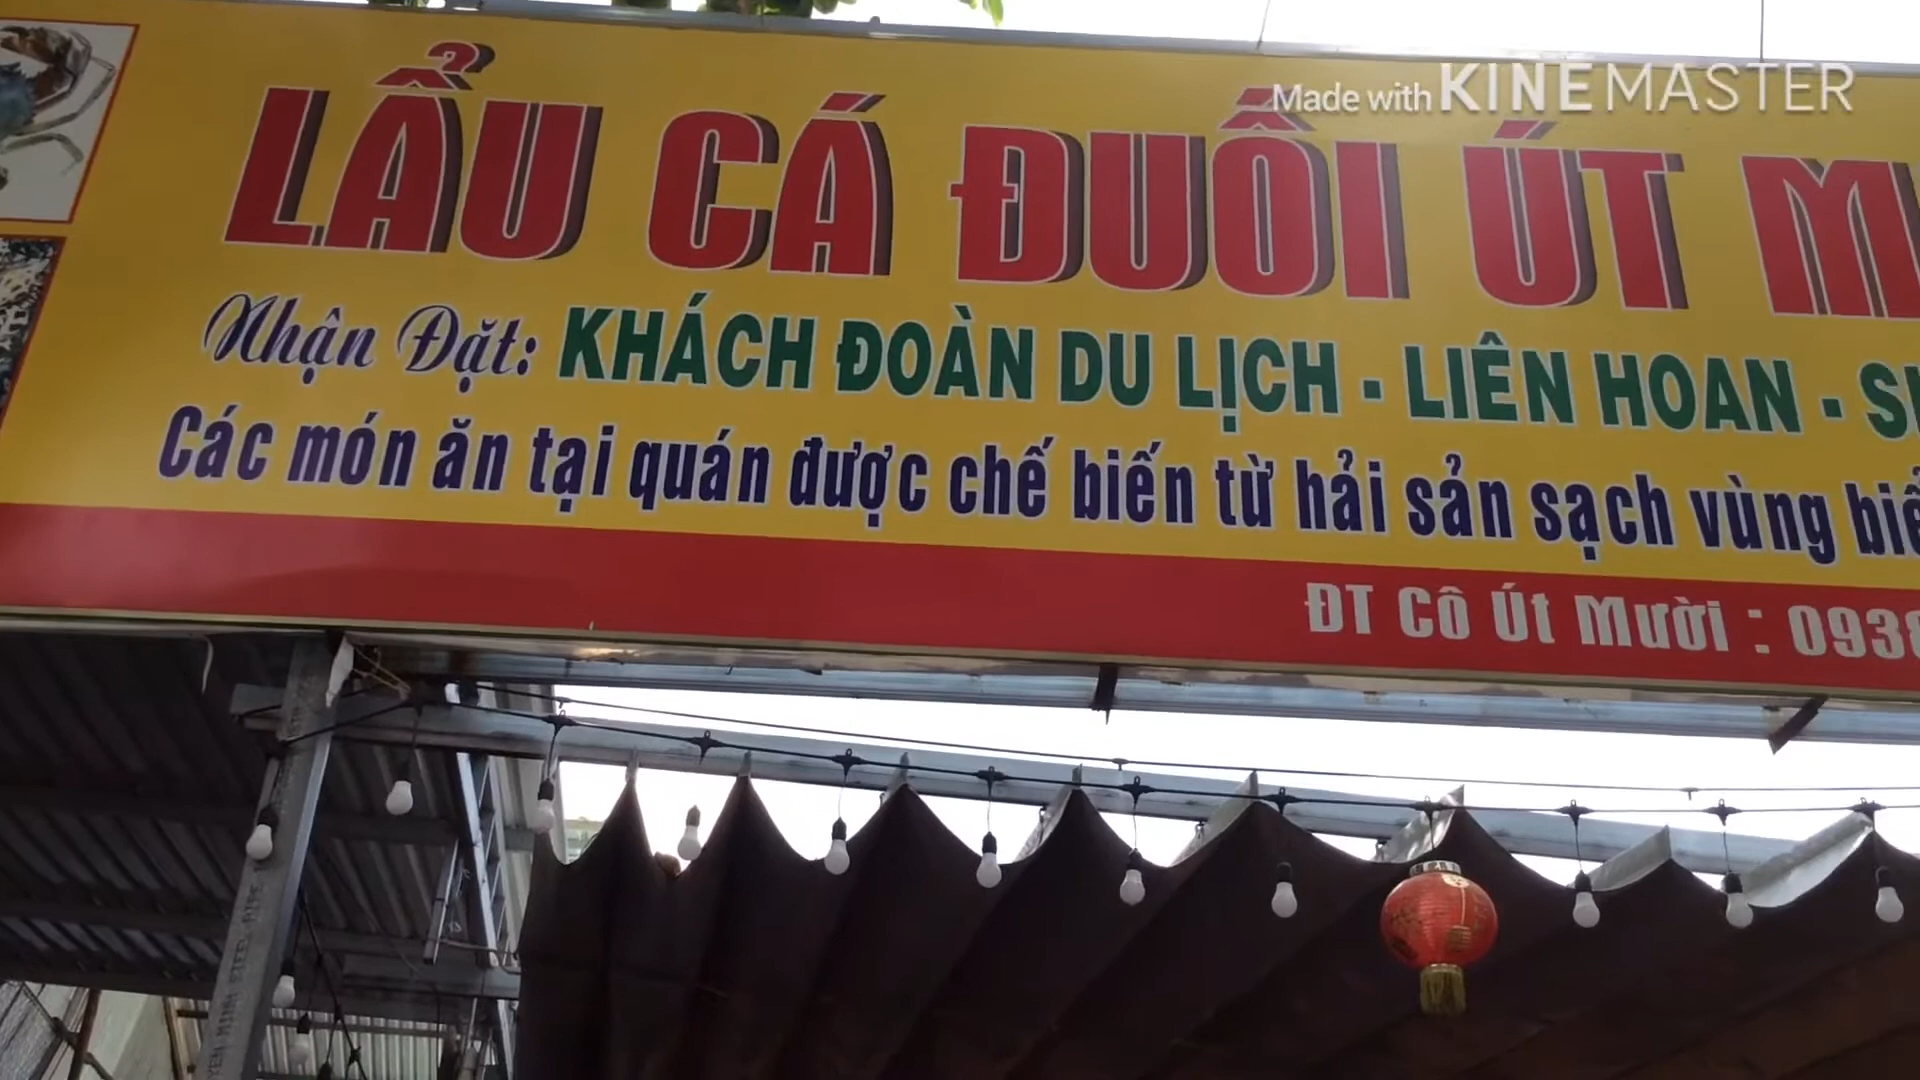 Made with KINEMASTER
LẨU CÁ ĐUỐI ÚT
Nhận Đặt: KHÁCH ĐOÀN DU LỊCH - LIÊN HOAN -
Các món ăn tại quán được chế biến từ hải sản sạch vùng
ĐT Cô Út Mười : 093